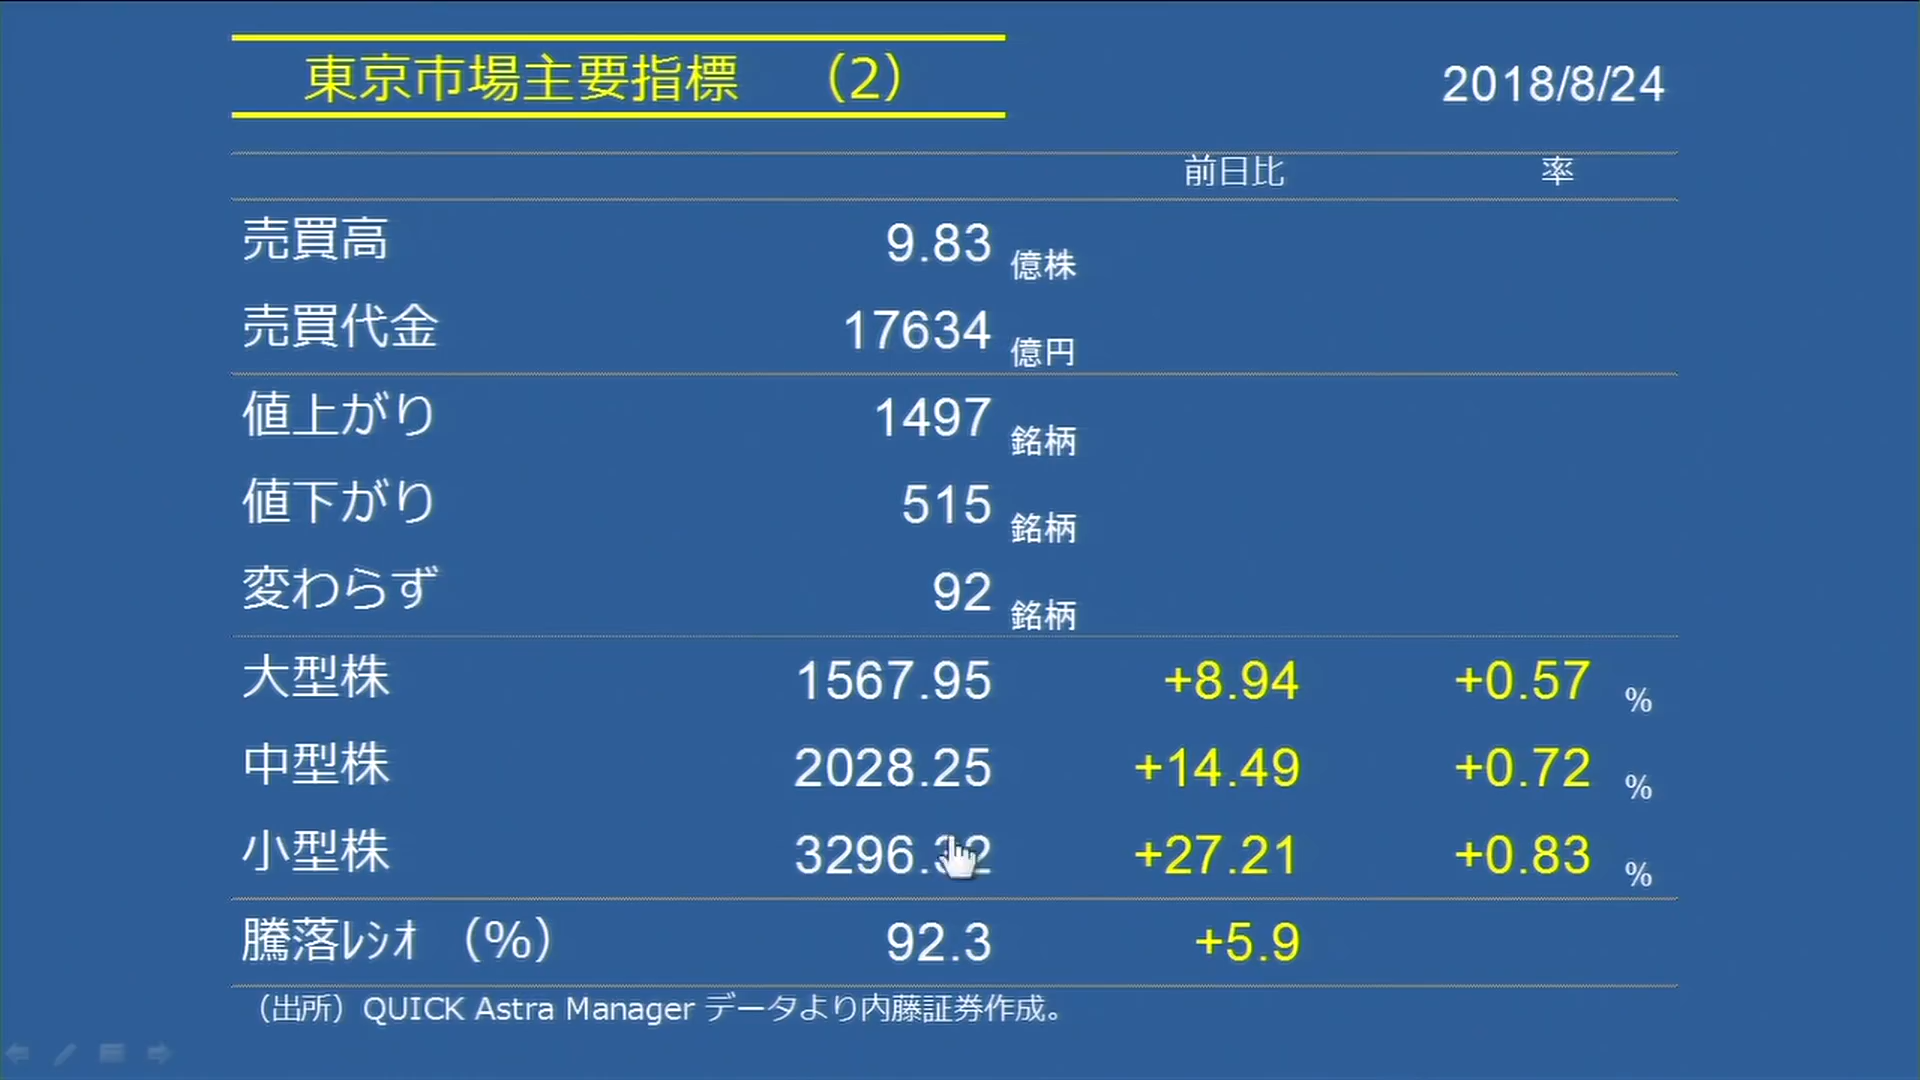 東京市場主要指標 （2）
2018/8/24
前日比 率
売買高 9.83 億株
売買代金 17634 億円
値上がり 1497 銘柄
値下がり 515 銘柄
変わらず 92 銘柄
大型株 1567.95 +8.94 +0.57 %
中型株 2028.25 +14.49 +0.72 %
小型株 3296.32 +27.21 +0.83 %
騰落ﾚｼｵ （%） 92.3 +5.9
（出所）QUICK Astra Manager データより内藤証券作成。